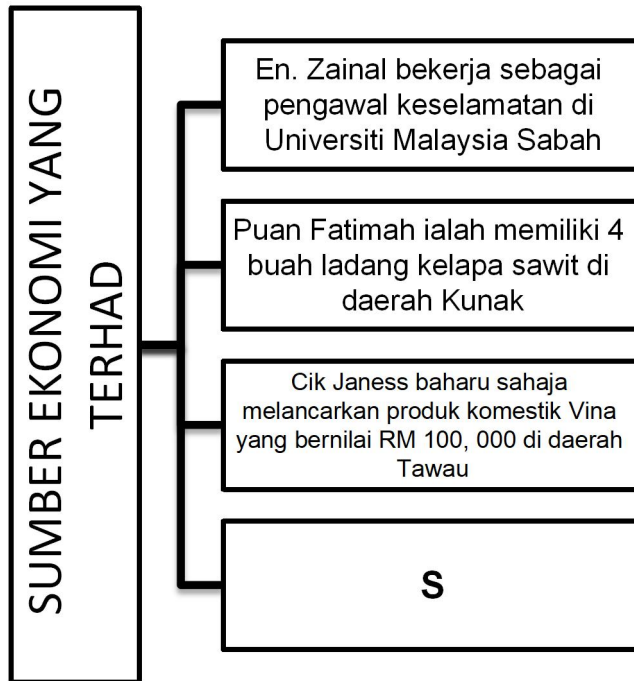 SUMBER EKONOMI YANG
TERHAD
En. Zainal bekerja sebagai
pengawal keselamatan di
Universiti Malaysia Sabah
Puan Fatimah ialah memiliki 4
buah ladang kelapa sawit di
daerah Kunak
Cik Janess baharu sahaja
melancarkan produk komestik Vina
yang bernilai RM 100, 000 di daerah
Tawau
S